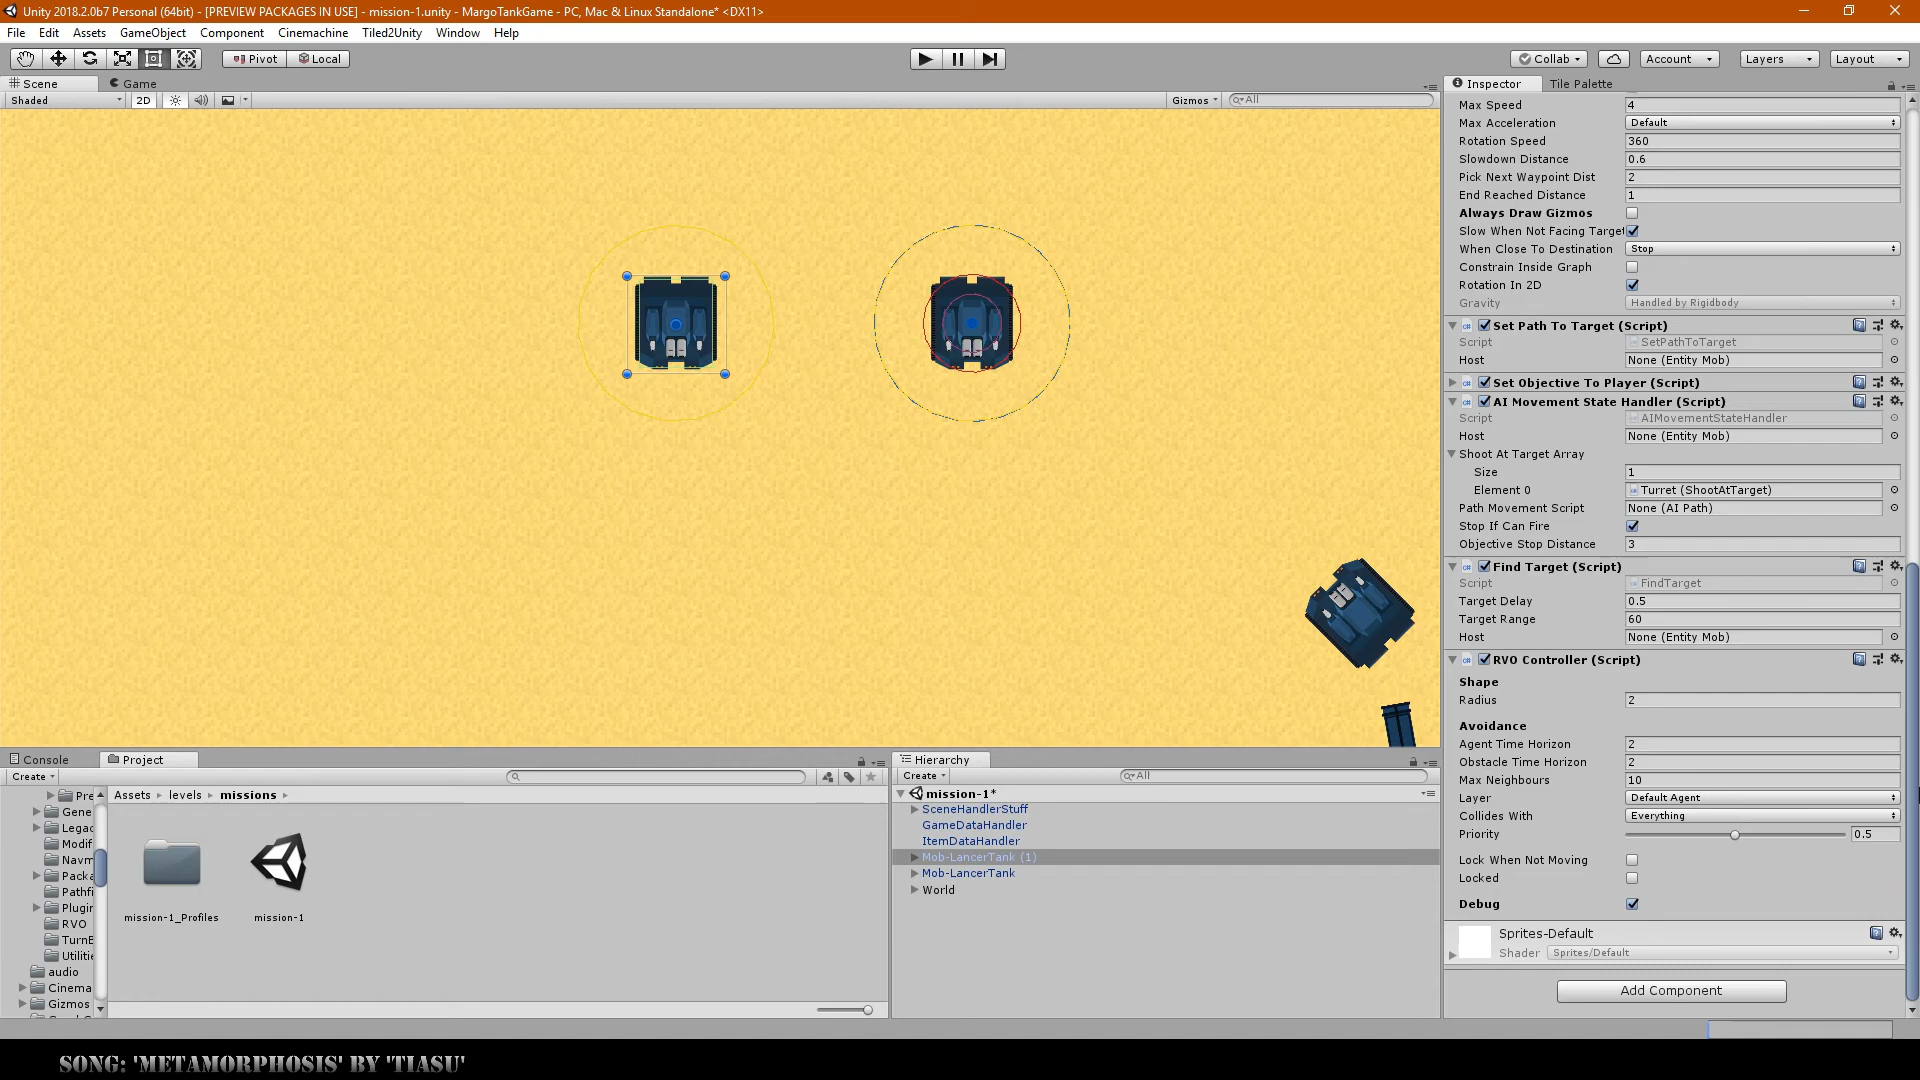 Unity 2018.2.0b7 Personal (64bit) - [PREVIEW PACKAGES IN USE] - mission-1.unity - MargoTankGame - PC, Mac & Linux Standalone* <DX11>
File Edit Assets GameObject Component Cinemachine Tiled2Unity Window Help
Pivot Local Collab Account Layers Layout
Scene Game
Shaded 2D Gizmos All
Inspector Tile Palette
Max Speed 4
Max Acceleration Default
Rotation Speed 360
Slowdown Distance 0.6
Pick Next Waypoint Dist 2
End Reached Distance 1
Always Draw Gizmos
Slow When Not Facing Target
When Close To Destination Stop
Constrain Inside Graph
Rotation In 2D
Gravity Handled by Rigidbody
Set Path To Target (Script)
Script SetPathToTarget
Host None (Entity Mob)
Set Objective To Player (Script)
AI Movement State Handler (Script)
Script AIMovementStateHandler
Host None (Entity Mob)
Shoot At Target Array
Size 1
Element 0 Turret (ShootAtTarget)
Path Movement Script None (AI Path)
Stop If Can Fire
Objective Stop Distance 3
Find Target (Script)
Script FindTarget
Target Delay 0.5
Target Range 60
Host None (Entity Mob)
RVO Controller (Script)
Shape
Radius 2
Avoidance
Agent Time Horizon 2
Obstacle Time Horizon 2
Max Neighbours 10
Layer Default Agent
Collides With Everything
Priority 0.5
Lock When Not Moving
Locked
Debug
Sprites-Default
Shader Sprites/Default
Add Component
Console Project
Create
Assets levels missions
Pre
Gene
Legac
Modif
Navm
Packa
Pathfi
Plugin
RVO
TurnB
Utilitie
audio
Cinema
Gizmos
mission-1_Profiles mission-1
Hierarchy
Create All
mission-1*
SceneHandlerStuff
GameDataHandler
ItemDataHandler
Mob-LancerTank (1)
Mob-LancerTank
World
SONG: 'METAMORPHOSIS' BY 'TIASU'